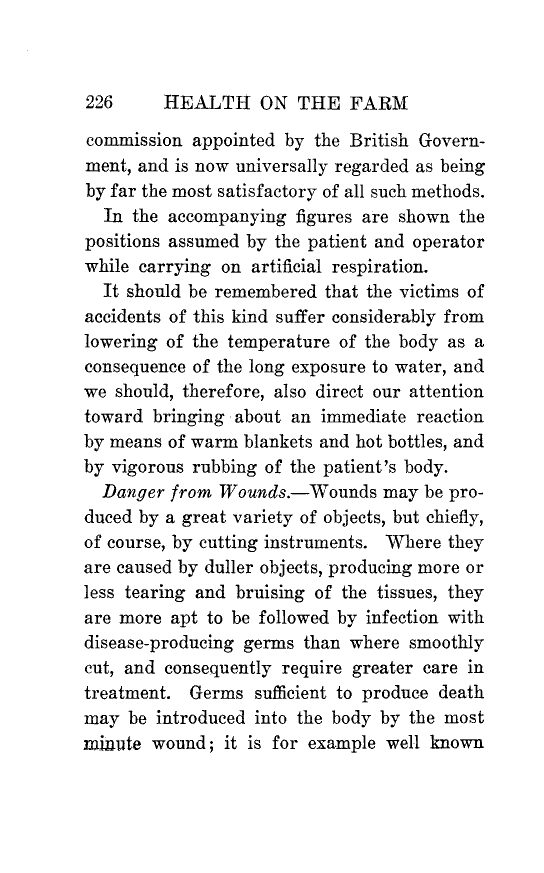 226 HEALTH ON THE FARM
commission appointed by the British Govern-
ment, and is now universally regarded as being
by far the most satisfactory of all such methods.
In the accompanying figures are shown the
positions assumed by the patient and operator
while carrying on artificial respiration.
It should be remembered that the victims of
accidents of this kind suffer considerably from
lowering of the temperature of the body as a
consequence of the long exposure to water, and
we should, therefore, also direct our attention
toward bringing about an immediate reaction
by means of warm blankets and hot bottles, and
by vigorous rubbing of the patient's body.
Danger from Wounds.—Wounds may be pro-
duced by a great variety of objects, but chiefly,
of course, by cutting instruments. Where they
are caused by duller objects, producing more or
less tearing and bruising of the tissues, they
are more apt to be followed by infection with
disease-producing germs than where smoothly
cut, and consequently require greater care in
treatment. Germs sufficient to produce death
may be introduced into the body by the most
minute wound; it is for example well known